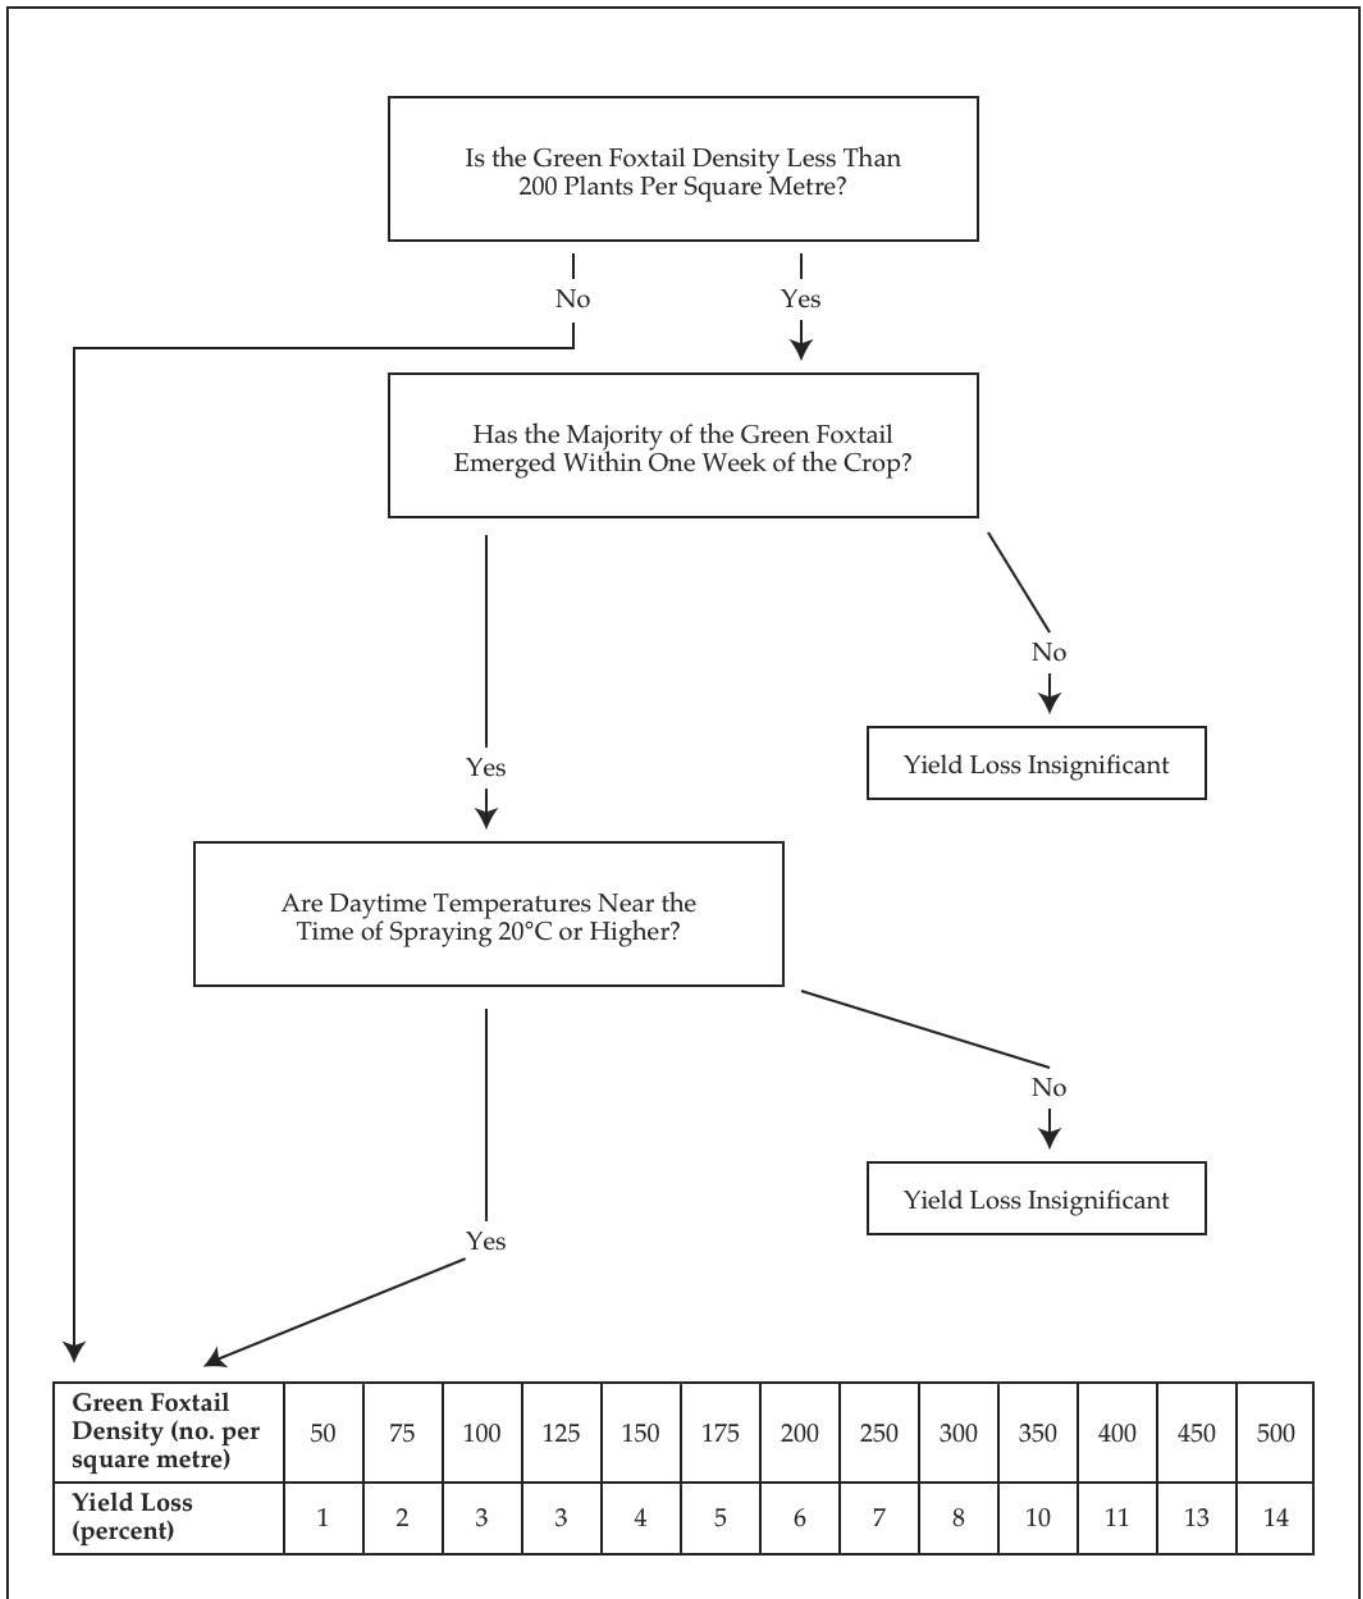 Is the Green Foxtail Density Less Than
200 Plants Per Square Metre?
No
Yes
Has the Majority of the Green Foxtail
Emerged Within One Week of the Crop?
No
Yield Loss Insignificant
Yes
Are Daytime Temperatures Near the
Time of Spraying 20°C or Higher?
No
Yield Loss Insignificant
Yes
Green Foxtail
Density (no. per
square metre)
50 75 100 125 150 175 200 250 300 350 400 450 500
Yield Loss
(percent)
1 2 3 3 4 5 6 7 8 10 11 13 14